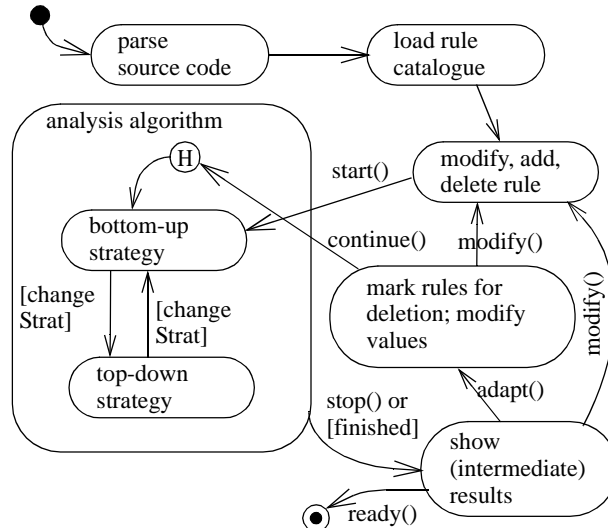 parse
source code
load rule
catalogue
analysis algorithm
H
modify, add,
delete rule
start()
bottom-up
strategy
continue()
modify()
[change
Strat]
[change
Strat]
mark rules for
deletion; modify
values
modify()
top-down
strategy
adapt()
stop() or
[finished]
show
(intermediate)
results
ready()